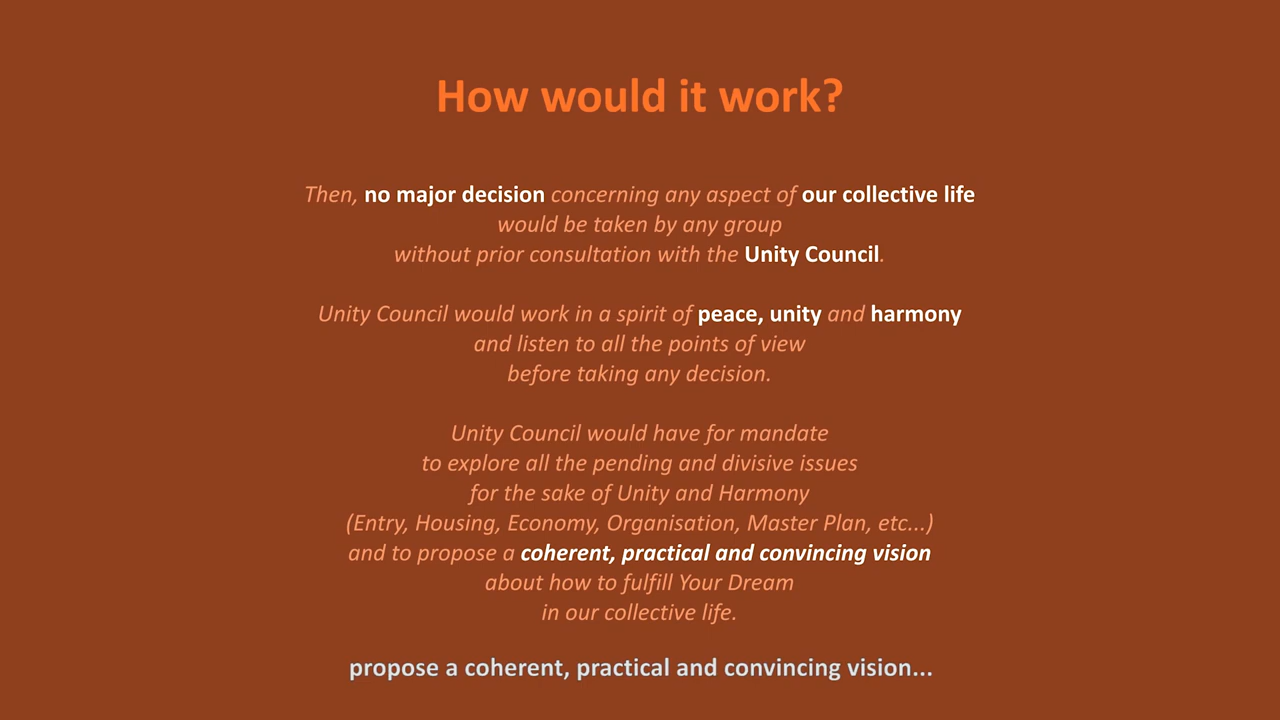 How would it work?
Then, no major decision concerning any aspect of our collective life
would be taken by any group
without prior consultation with the Unity Council.
Unity Council would work in a spirit of peace, unity and harmony
and listen to all the points of view
before taking any decision.
Unity Council would have for mandate
to explore all the pending and divisive issues
for the sake of Unity and Harmony
(Entry, Housing, Economy, Organisation, Master Plan, etc...)
and to propose a coherent, practical and convincing vision
about how to fulfill Your Dream
in our collective life.
propose a coherent, practical and convincing vision...